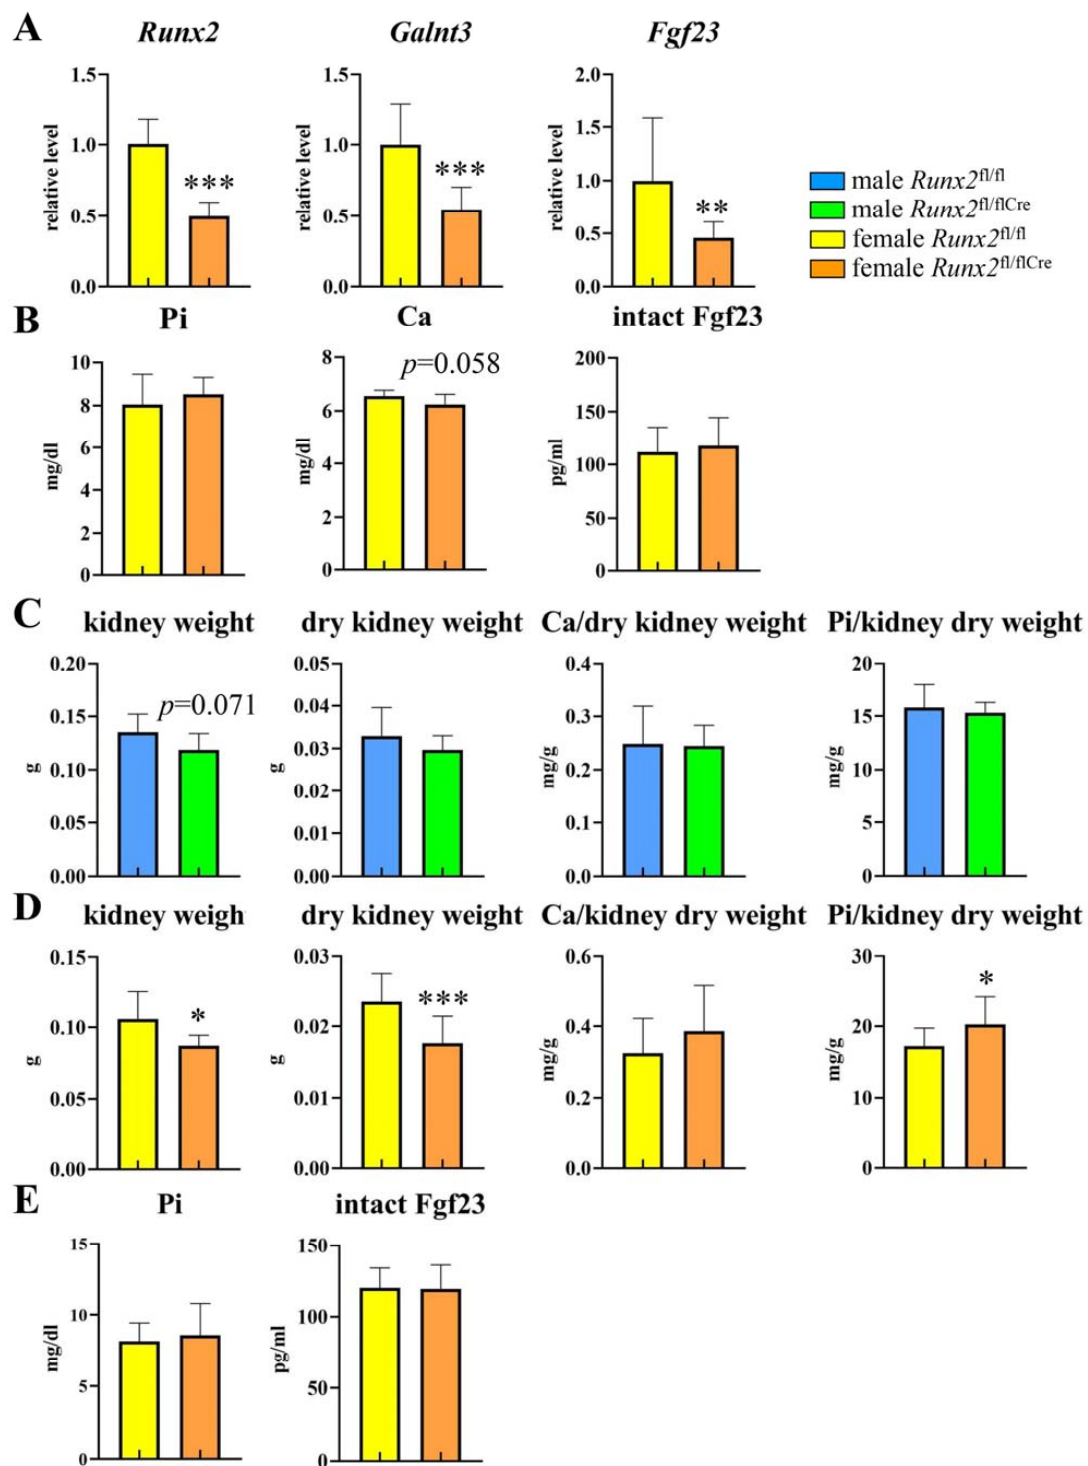 A
Runx2
Galnt3
Fgf23
1.5
1.0
0.5
0.0
relative level
***
1.5
1.0
0.5
0.0
relative level
***
2.0
1.5
1.0
0.5
0.0
relative level
**
male Runx2fl/fl
male Runx2fl/flCre
female Runx2fl/fl
female Runx2fl/flCre
B
Pi
Ca
intact Fgf23
10
8
6
4
2
0
mg/dl
8
6
4
2
0
mg/dl
p=0.058
200
150
100
50
0
pg/ml
C
kidney weight
dry kidney weight
Ca/dry kidney weight
Pi/kidney dry weight
0.20
0.15
0.10
0.05
0.00
g
p=0.071
0.05
0.04
0.03
0.02
0.01
0.00
g
0.4
0.3
0.2
0.1
0.0
mg/g
20
15
10
5
0
mg/g
D
kidney weigh
dry kidney weight
Ca/kidney dry weight
Pi/kidney dry weight
0.15
0.10
0.05
0.00
g
*
0.03
0.02
0.01
0.00
g
***
0.6
0.4
0.2
0.0
mg/g
30
20
10
0
mg/g
*
E
Pi
intact Fgf23
15
10
5
0
mg/dl
150
100
50
0
pg/ml